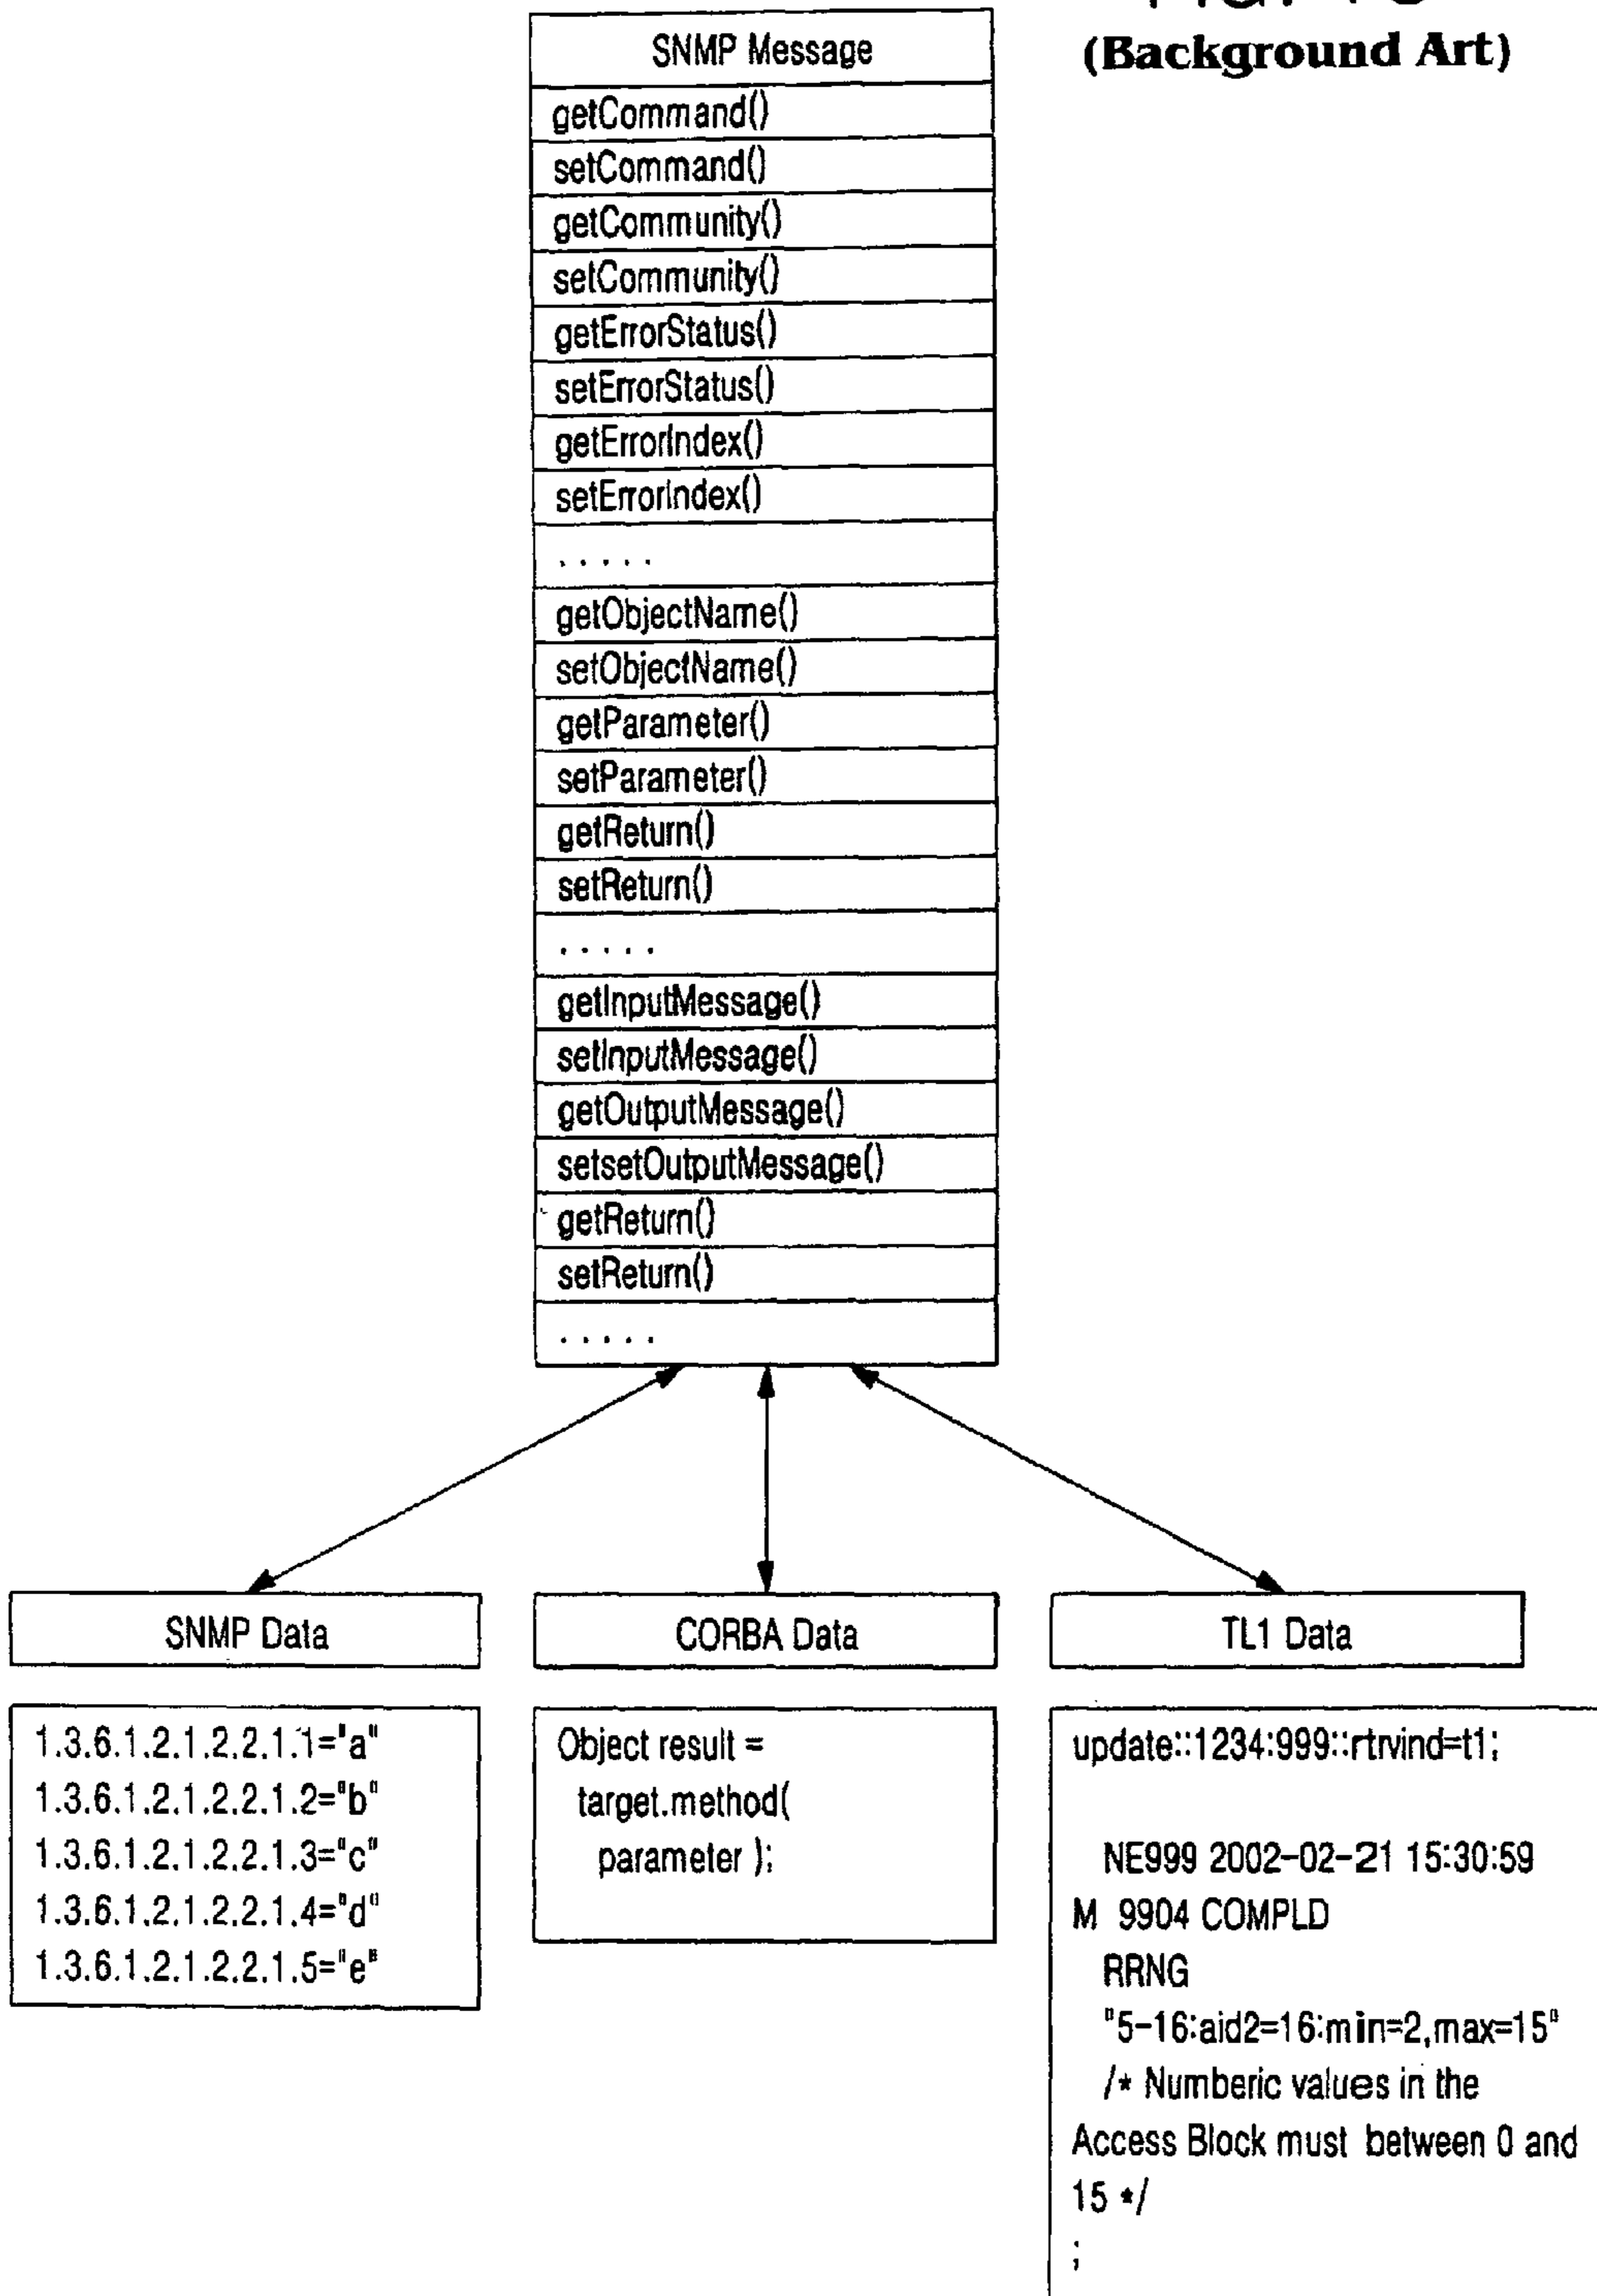 (Background Art)
SNMP Message
getCommand()
setCommand()
getCommunity()
setCommunity()
getErrorStatus()
setErrorStatus()
getErrorIndex()
setErrorIndex()
.....
getObjectName()
setObjectName()
getParameter()
setParameter()
getReturn()
setReturn()
.....
getInputMessage()
setInputMessage()
getOutputMessage()
setsetOutputMessage()
getReturn()
setReturn()
.....
SNMP Data
1.3.6.1.2.1.2.2.1.1="a"
1.3.6.1.2.1.2.2.1.2="b"
1.3.6.1.2.1.2.2.1.3="c"
1.3.6.1.2.1.2.2.1.4="d"
1.3.6.1.2.1.2.2.1.5="e"
CORBA Data
Object result =
target.method(
parameter );
TL1 Data
update::1234:999::rtrvind=t1;
NE999 2002-02-21 15:30:59
M 9904 COMPLD
RRNG
"5-16:aid2=16:min=2,max=15"
/* Numberic values in the
Access Block must between 0 and
15 */
;